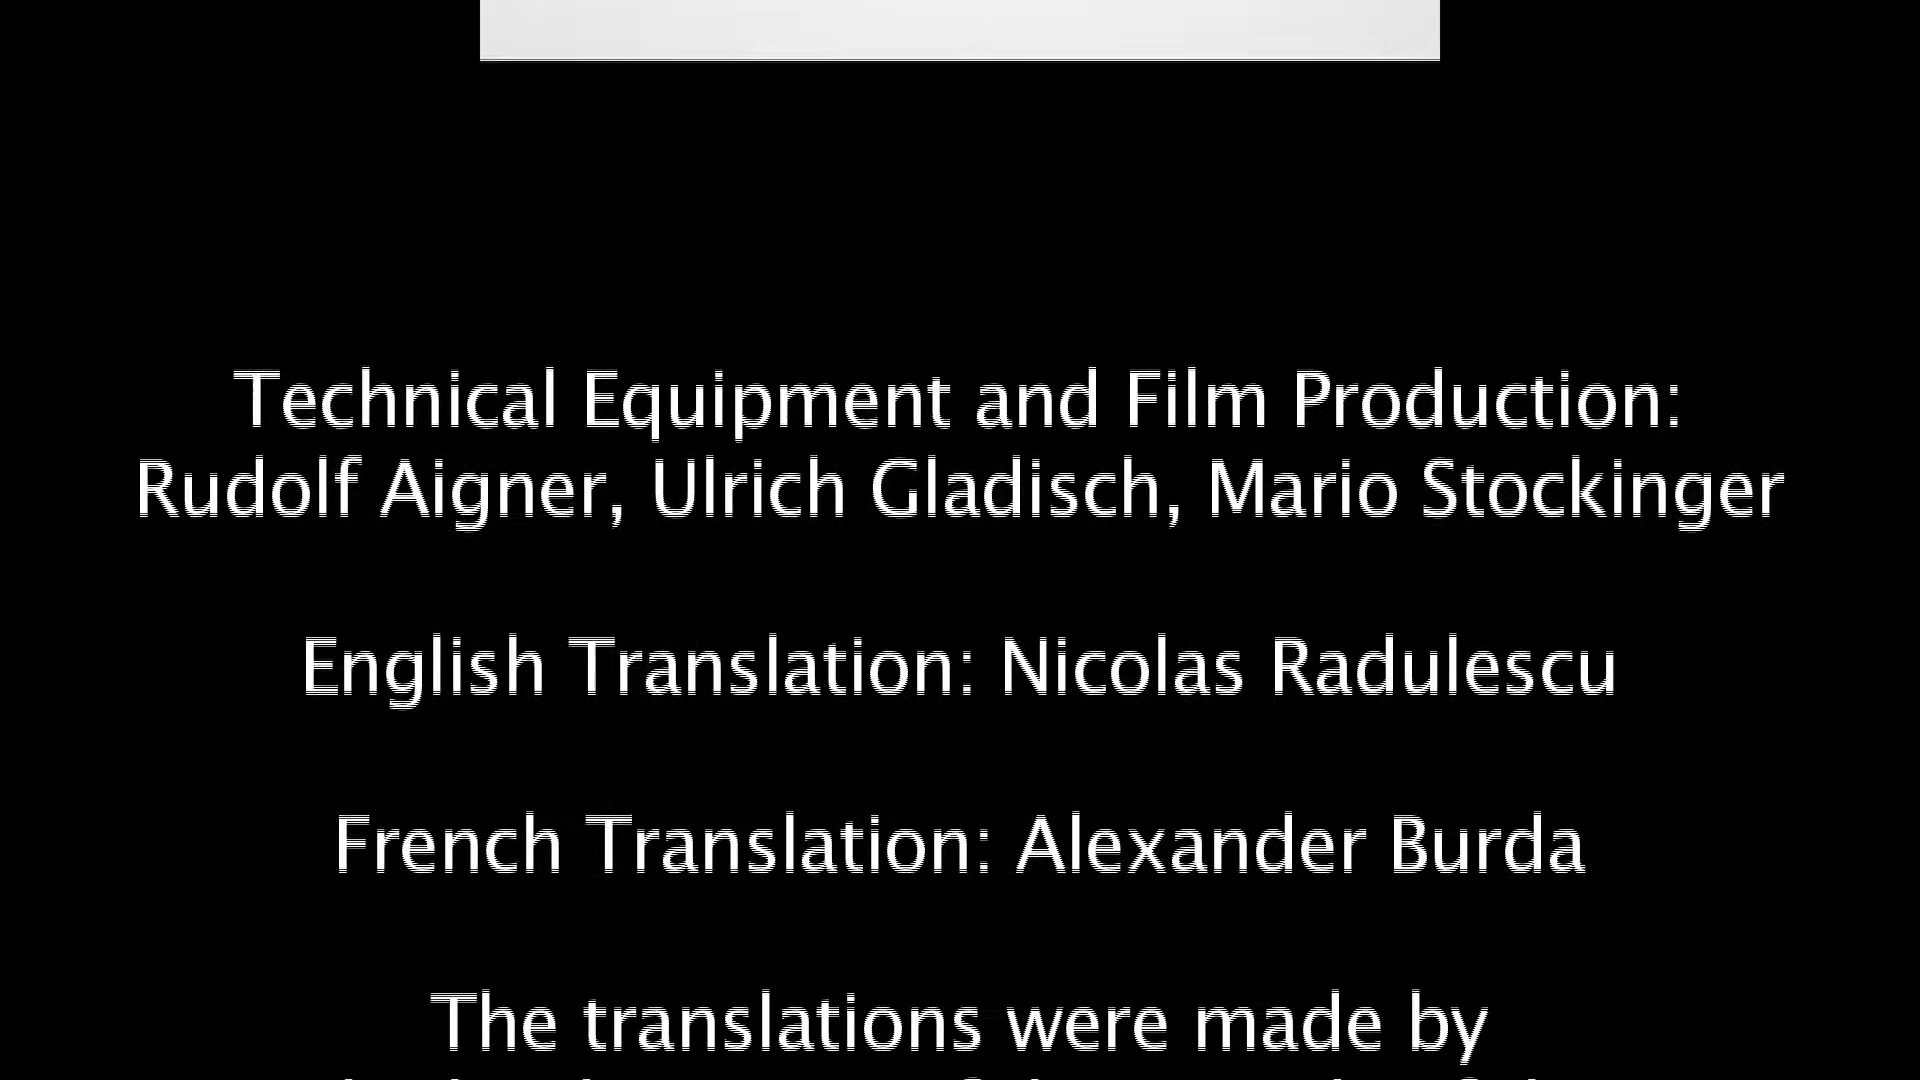 Technical Equipment and Film Production:
Rudolf Aigner, Ulrich Gladisch, Mario Stockinger
English Translation: Nicolas Radulescu
French Translation: Alexander Burda
The translations were made by